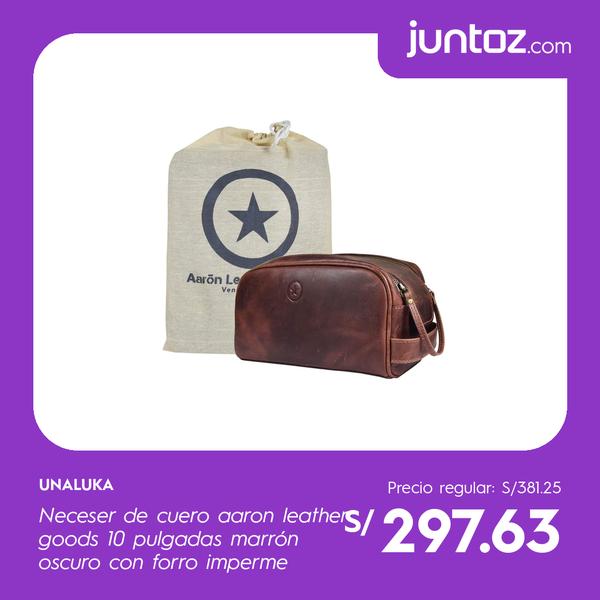 juntoz.com
Aarōn Le
Ven
UNALUKA
Precio regular: S/381.25
Neceser de cuero aaron leather
goods 10 pulgadas marrón
oscuro con forro imperme
S/ 297.63